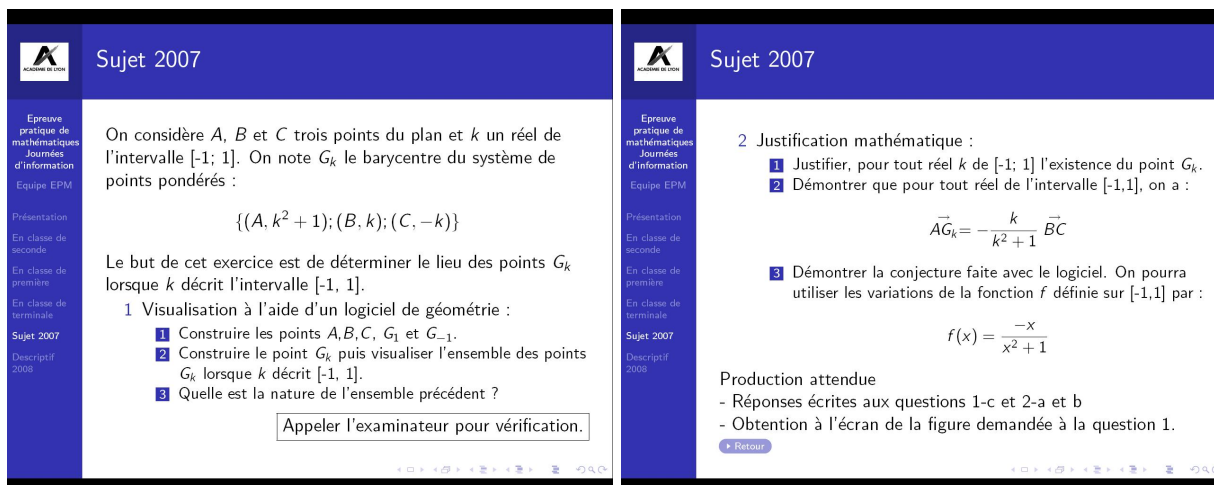 ACADEMIE DE LYON
Sujet 2007
Epreuve
pratique de
mathématiques
Journées
d'information
Equipe EPM
Présentation
En classe de
seconde
En classe de
première
En classe de
terminale
Sujet 2007
Descriptif
2008
On considère A, B et C trois points du plan et k un réel de
l'intervalle [-1; 1]. On note G_k le barycentre du système de
points pondérés :
{(A, k² + 1); (B, k); (C, −k)}
Le but de cet exercice est de déterminer le lieu des points G_k
lorsque k décrit l'intervalle [-1, 1].
1 Visualisation à l'aide d'un logiciel de géométrie :
1 Construire les points A,B,C, G₁ et G₋₁.
2 Construire le point G_k puis visualiser l'ensemble des points
G_k lorsque k décrit [-1, 1].
3 Quelle est la nature de l'ensemble précédent ?
Appeler l'examinateur pour vérification.
ACADEMIE DE LYON
Sujet 2007
Epreuve
pratique de
mathématiques
Journées
d'information
Equipe EPM
Présentation
En classe de
seconde
En classe de
première
En classe de
terminale
Sujet 2007
Descriptif
2008
2 Justification mathématique :
1 Justifier, pour tout réel k de [-1; 1] l'existence du point G_k.
2 Démontrer que pour tout réel de l'intervalle [-1,1], on a :
→AG_k = − k / (k² + 1) →BC
3 Démontrer la conjecture faite avec le logiciel. On pourra
utiliser les variations de la fonction f définie sur [-1,1] par :
f(x) = −x / (x² + 1)
Production attendue
- Réponses écrites aux questions 1-c et 2-a et b
- Obtention à l'écran de la figure demandée à la question 1.
Retour